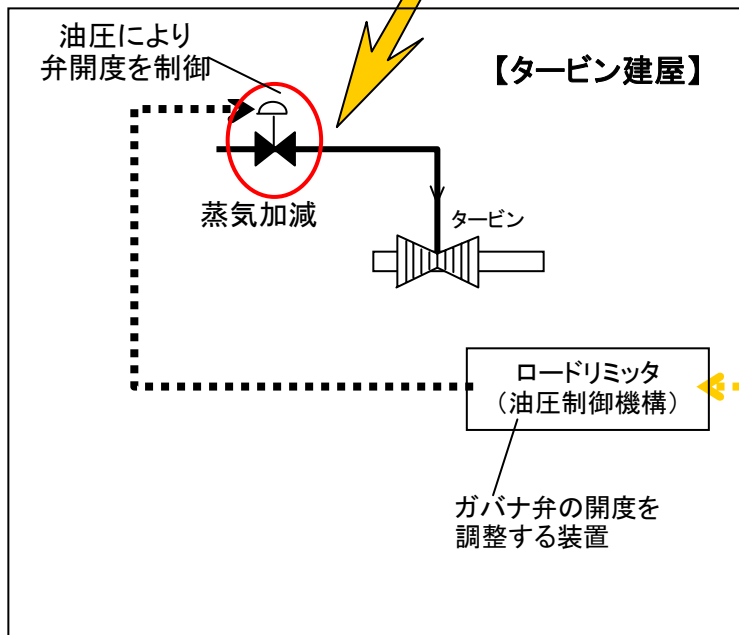 油圧により
弁開度を制御
【タービン建屋】
蒸気加減
タービン
ロードリミッタ
（油圧制御機構）
ガバナ弁の開度を
調整する装置